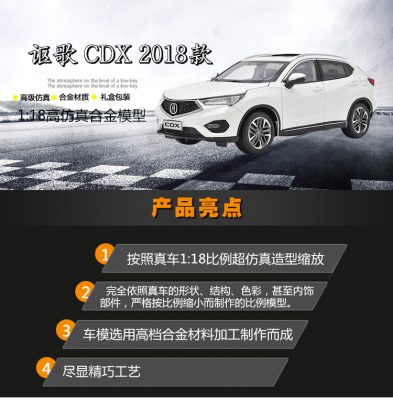 讴歌 CDX 2018款
The atmosphere on the level of a low-key
The atmosphere on the level of a low-key
高级仿真 合金材质 礼盒包装
1:18高仿真合金模型
CDX
产品亮点
1 按照真车1:18比例超仿真造型缩放
2 完全依照真车的形状、结构、色彩，甚至内饰
部件，严格按比例缩小而制作的比例模型。
3 车模选用高档合金材料加工制作而成
4 尽显精巧工艺